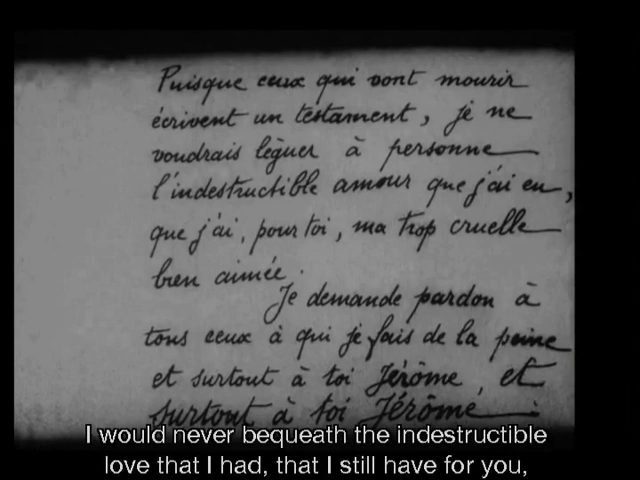 Puisque ceux qui vont mourir
écrivent un testament, je ne
voudrais léguer à personne
l'indestructible amour que j'ai eu,
que j'ai, pour toi, ma trop cruelle
bien aimée.
Je demande pardon à
tous ceux à qui je fais de la peine
et surtout à toi Jérôme, et
surtout à toi Jérôme.
I would never bequeath the indestructible
love that I had, that I still have for you,